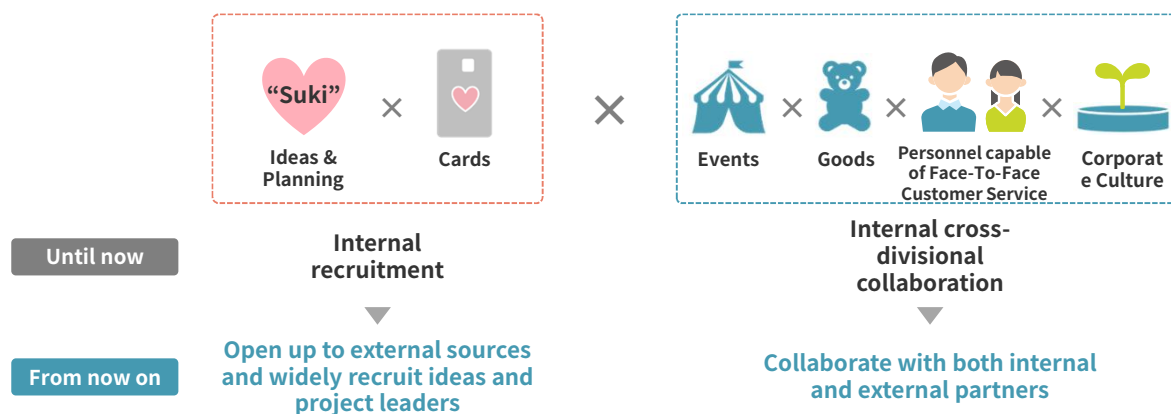 “Suki”
Ideas &
Planning
Cards
Events
Goods
Personnel capable
of Face-To-Face
Customer Service
Corporat
e Culture
Until now
Internal
recruitment
Internal cross-
divisional
collaboration
From now on
Open up to external sources
and widely recruit ideas and
project leaders
Collaborate with both internal
and external partners